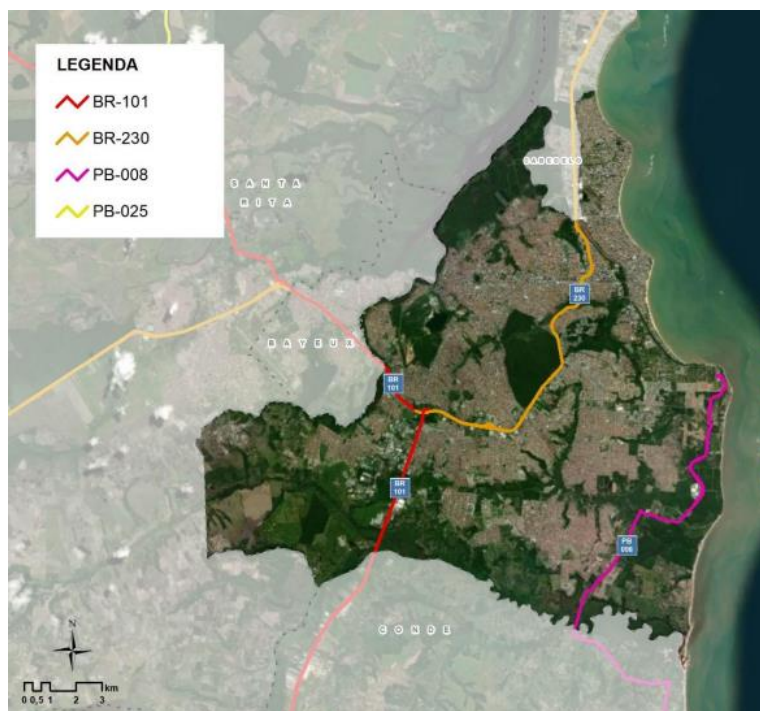 LEGENDA
BR-101
BR-230
PB-008
PB-025
SANTA
RITA
CABEDELO
BR
230
BAYEUX
BR
101
BR
101
PB
008
CONDE
N
0 0,5 1 2 3 km